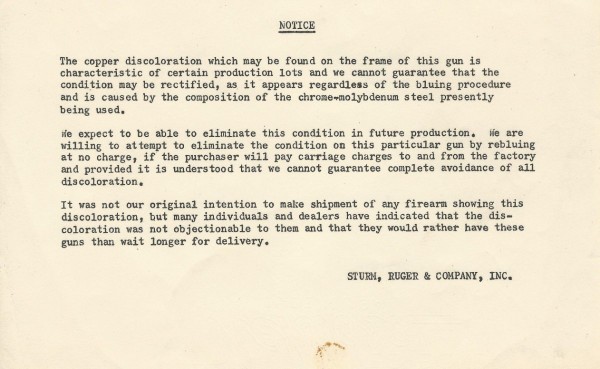 NOTICE
The copper discoloration which may be found on the frame of this gun is
characteristic of certain production lots and we cannot guarantee that the
condition may be rectified, as it appears regardless of the bluing procedure
and is caused by the composition of the chrome-molybdenum steel presently
being used.
We expect to be able to eliminate this condition in future production. We are
willing to attempt to eliminate the condition on this particular gun by rebluing
at no charge, if the purchaser will pay carriage charges to and from the factory
and provided it is understood that we cannot guarantee complete avoidance of all
discoloration.
It was not our original intention to make shipment of any firearm showing this
discoloration, but many individuals and dealers have indicated that the dis-
coloration was not objectionable to them and that they would rather have these
guns than wait longer for delivery.
STURM, RUGER & COMPANY, INC.